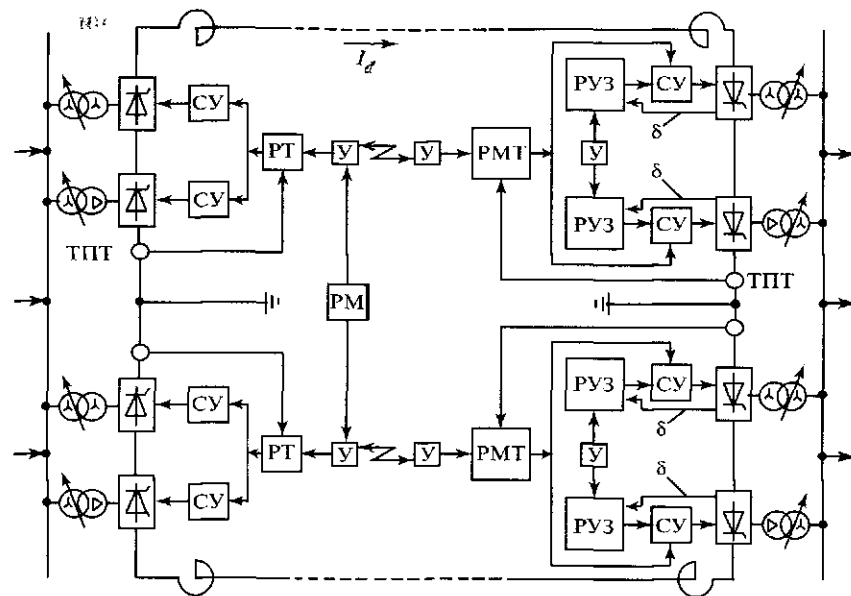 I_d
РУЗ СУ
СУ
δ
РТ У У РМТ У
СУ
δ
РУЗ СУ
ТПТ
ТПТ
РМ
СУ
РУЗ СУ
δ
РТ У У РМТ У
δ
СУ
РУЗ СУ